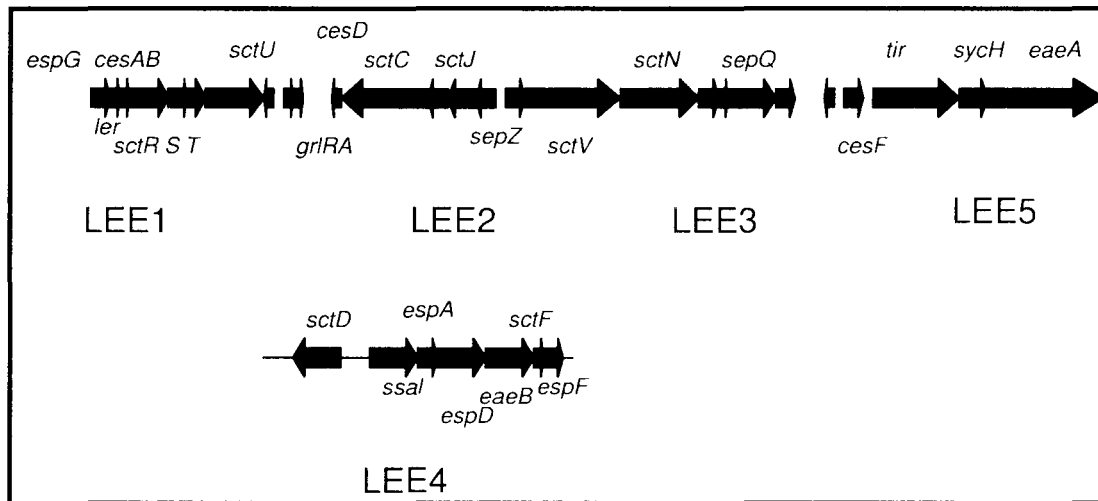 cesD
espG cesAB sctU sctC sctJ sctN sepQ tir sycH eaeA
ler sctR S T grlRA sepZ sctV cesF
LEE1 LEE2 LEE3 LEE5
sctD espA sctF
ssaI espD eaeB espF
LEE4